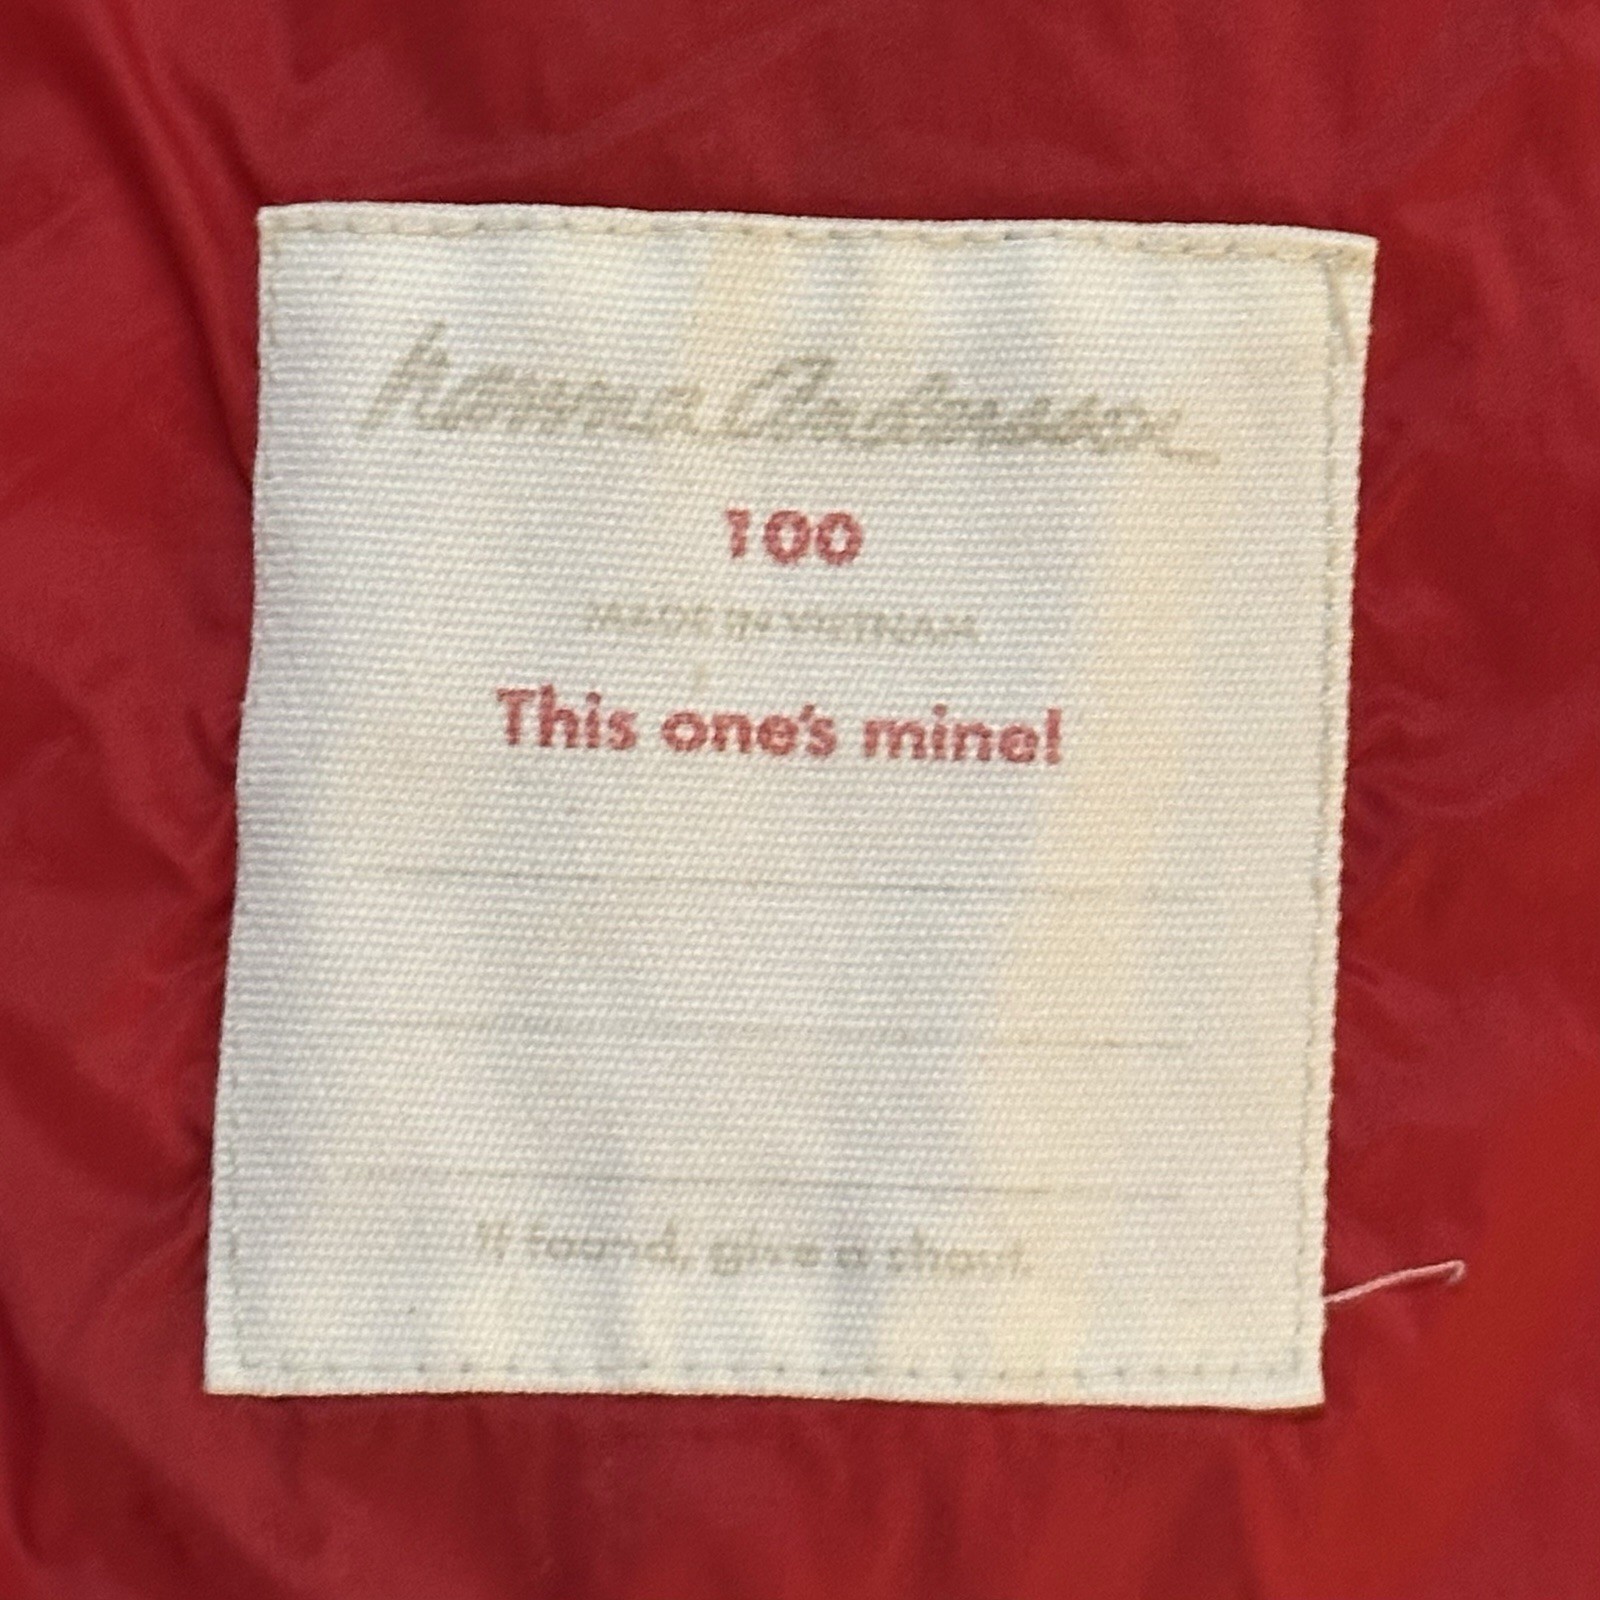 Hanna Andersson
100
MADE IN VIETNAM
This one's mine!
If found, give a shout.